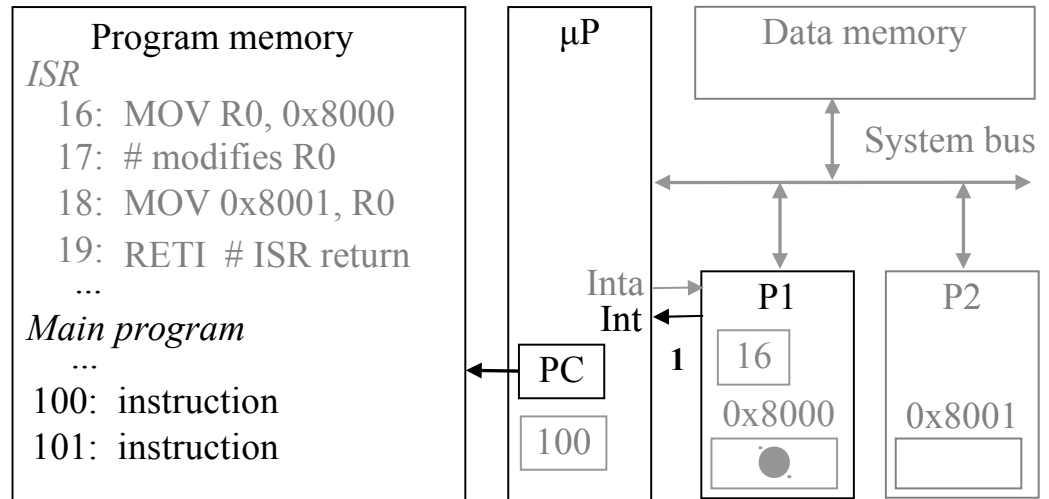 Program memory
ISR
16: MOV R0, 0x8000
17: # modifies R0
18: MOV 0x8001, R0
19: RETI # ISR return
...
Main program
...
100: instruction
101: instruction
μP
Inta
Int
PC
100
Data memory
System bus
1
P1
16
0x8000
P2
0x8001